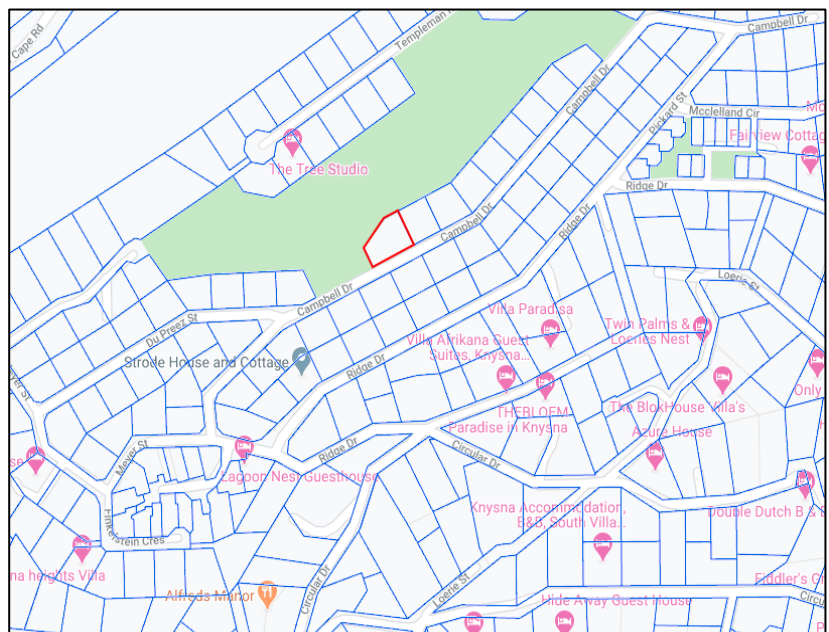 Cape Rd
Templeman
Campbell Dr
Campbell Dr
Pickard St
Mcclelland Cir
Fairview Cottag
The Tree Studio
Ridge Dr
Campbell Dr
Ridge Dr
Loerie St
Campbell Dr
Villa Paradisa
Du Preez St
Twin Palms &
Loeries Nest
Villa Afrikana Guest
Suites, Knysna...
Strode House and Cottage
Ridge Dr
Only
THEBLOEM
Paradise in Knysna
The BlokHouse Villa's
Azure House
Meyer St
Ridge Dr
Circular Dr
Lagoon Nest Guesthouse
Knysna Accommodation,
B&B, South Villa...
Double Dutch B &
Finkerstein Cres
na heights Villa
Alfreds Manor
Circular Dr
Loerie St
Hide Away Guest House
Fiddler's